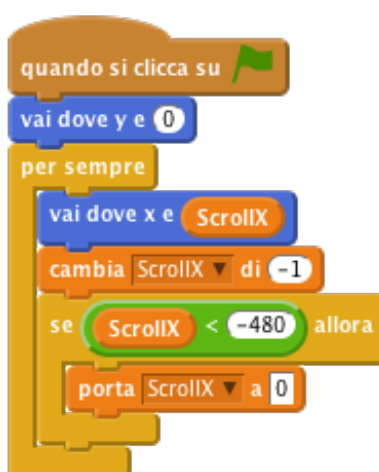 quando si clicca su
vai dove y e 0
per sempre
vai dove x e ScrollX
cambia ScrollX ▼ di -1
se ScrollX < -480 allora
porta ScrollX ▼ a 0